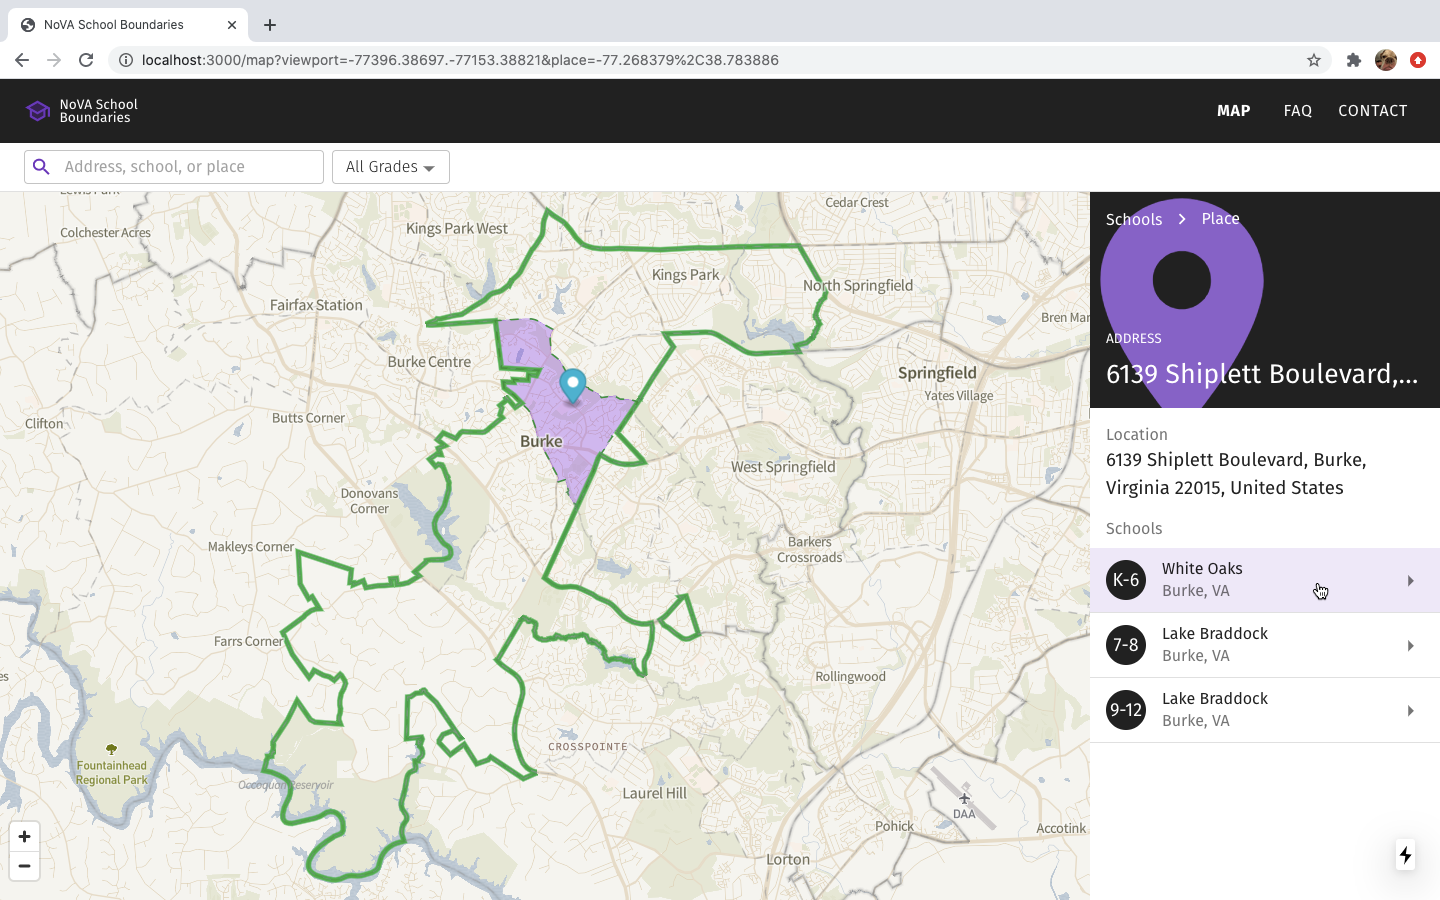 NoVA School Boundaries
localhost:3000/map?viewport=-77396.38697.-77153.38821&place=-77.268379%2C38.783886
NoVA School
Boundaries
MAP
FAQ
CONTACT
Address, school, or place
All Grades
Lewis Park
Colchester Acres
Kings Park West
Cedar Crest
Kings Park
North Springfield
Fairfax Station
Bren Mar
Burke Centre
Springfield
Yates Village
Butts Corner
Clifton
Burke
West Springfield
Donovans
Corner
Makleys Corner
Barkers
Crossroads
Farrs Corner
es
Rollingwood
CROSSPOINTE
Fountainhead
Regional Park
Occoquan Reservoir
Laurel Hill
DAA
Pohick
Accotink
Lorton
+
−
Schools
Place
ADDRESS
6139 Shiplett Boulevard,...
Location
6139 Shiplett Boulevard, Burke,
Virginia 22015, United States
Schools
K-6
White Oaks
Burke, VA
7-8
Lake Braddock
Burke, VA
9-12
Lake Braddock
Burke, VA